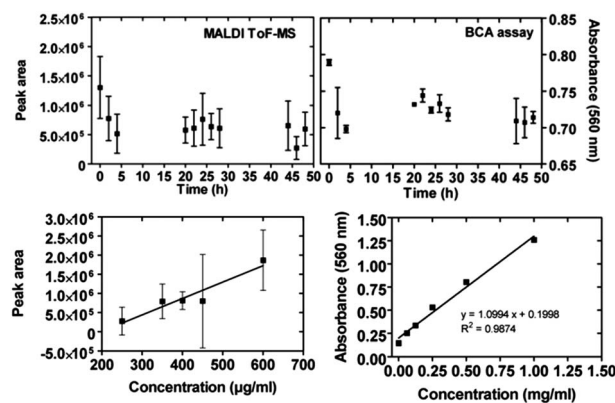 MALDI ToF-MS
Peak area
2.0×10⁶
1.5×10⁶
1.0×10⁶
5.0×10⁵
0 5 10 15 20 25 30 35 40 45 50
Time (h)
BCA assay
0.85
0.80
0.75
0.70
0.65
Absorbance (560 nm)
0 5 10 15 20 25 30 35 40 45 50
Time (h)
Peak area
3.0×10⁶
2.5×10⁶
2.0×10⁶
1.5×10⁶
1.0×10⁶
5.0×10⁵
0
-5.0×10⁵
200 300 400 500 600 700
Concentration (µg/ml)
Absorbance (560 nm)
1.50
1.25
1.00
0.75
0.50
0.25
0.00
y = 1.0994 x + 0.1998
R² = 0.9874
0.00 0.25 0.50 0.75 1.00 1.25 1.50
Concentration (mg/ml)